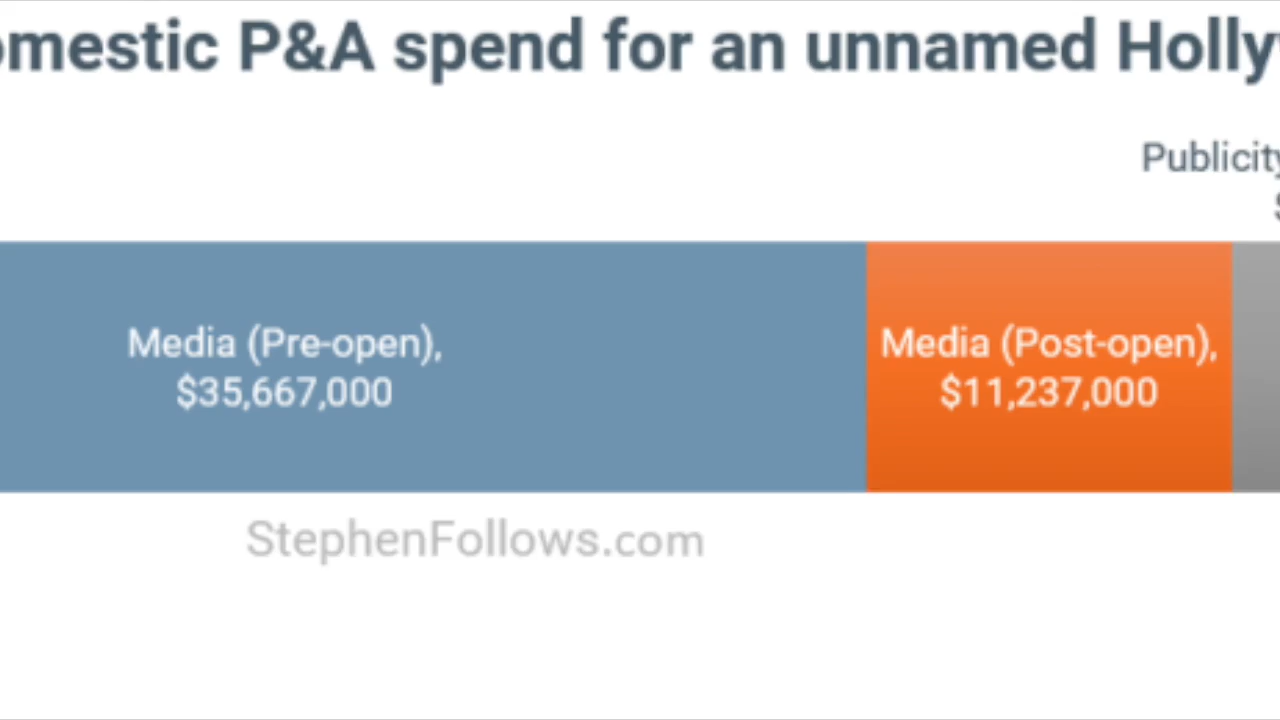 omestic P&A spend for an unnamed Holly
Publicity
Media (Pre-open),
$35,667,000
Media (Post-open),
$11,237,000
StephenFollows.com